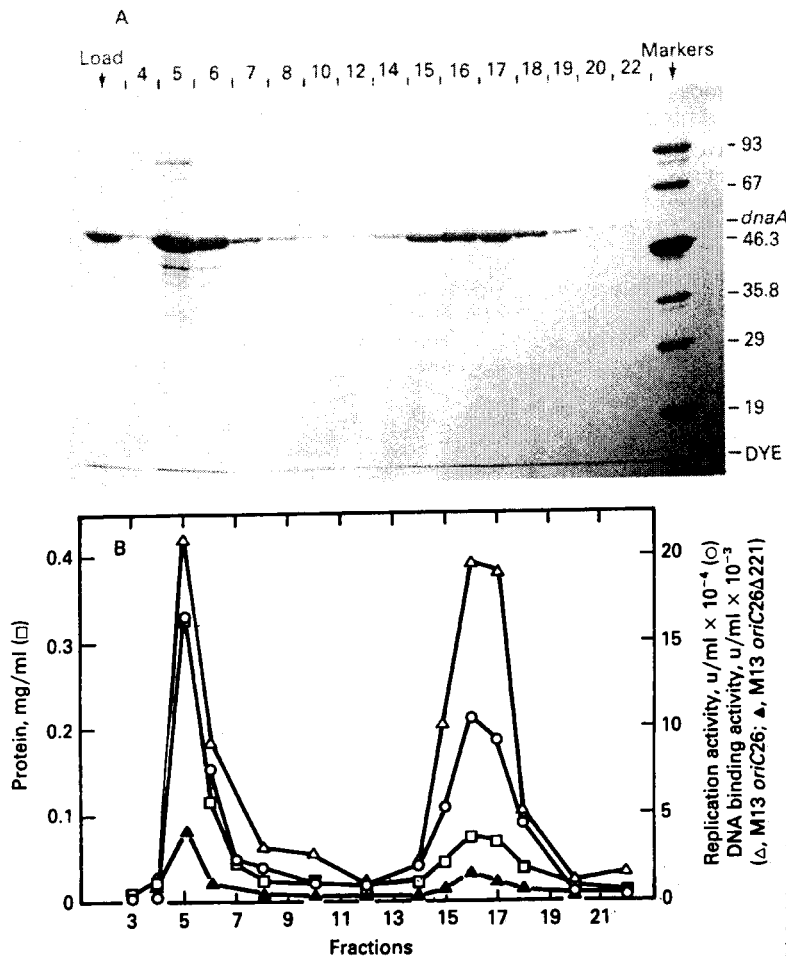 A
Load
4 5 6 7 8 10 12 14 15 16 17 18 19 20 22
Markers
93
67
dnaA
46.3
35.8
29
19
DYE
B
0.4
0.3
0.2
0.1
0
Protein, mg/ml (□)
20
15
10
5
0
Replication activity, u/ml × 10⁻⁴ (○)
DNA binding activity, u/ml × 10⁻³
(△, M13 oriC26; ▲, M13 oriC26Δ221)
3 5 7 9 11 13 15 17 19 21
Fractions